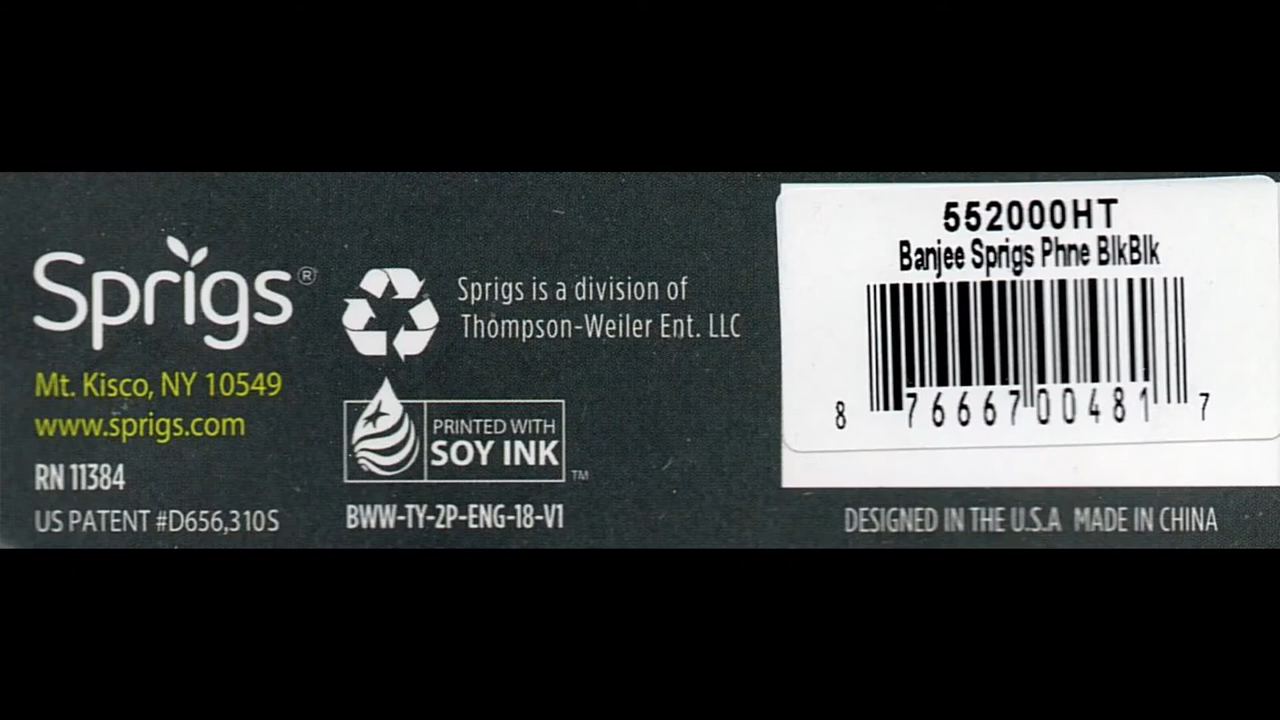 Sprigs®
Mt. Kisco, NY 10549
www.sprigs.com
RN 11384
US PATENT #D656,310S
Sprigs is a division of
Thompson-Weiler Ent. LLC
PRINTED WITH
SOY INK
™
BWW-TY-2P-ENG-18-V1
552000HT
Banjee Sprigs Phne BlkBlk
8 76667 00481 7
DESIGNED IN THE U.S.A MADE IN CHINA